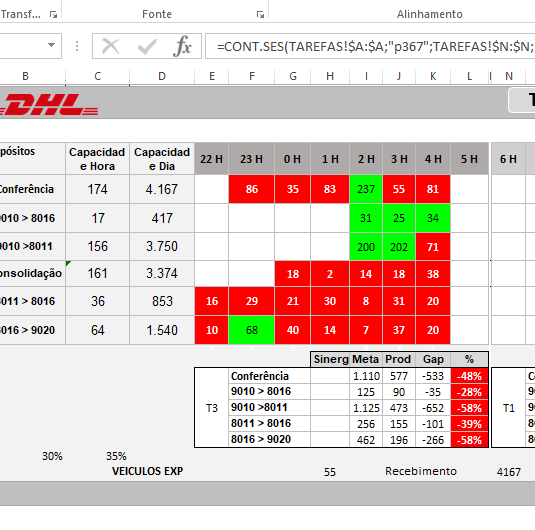 Transf...
Fonte
Alinhamento
fx =CONT.SES(TAREFAS!$A:$A;"p367";TAREFAS!$N:$N;
B C D E F G H I J K L N
DHL
T
pósitos Capacidad e Hora Capacidad e Dia 22 H 23 H 0 H 1 H 2 H 3 H 4 H 5 H 6 H
Conferência 174 4.167 86 35 83 237 55 81
9010 > 8016 17 417 31 25 34
9010 >8011 156 3.750 200 202 71
onsolidação 161 3.374 18 2 14 18 38
8011 > 8016 36 853 16 29 21 30 8 31 20
8016 > 9020 64 1.540 10 68 40 14 7 37 20
Sinerg Meta Prod Gap %
Conferência 1.110 577 -533 -48%
9010 > 8016 125 90 -35 -28%
T3 9010 >8011 1.125 473 -652 -58% T1
8011 > 8016 256 155 -101 -39%
8016 > 9020 462 196 -266 -58%
30% 35%
VEICULOS EXP 55 Recebimento 4167